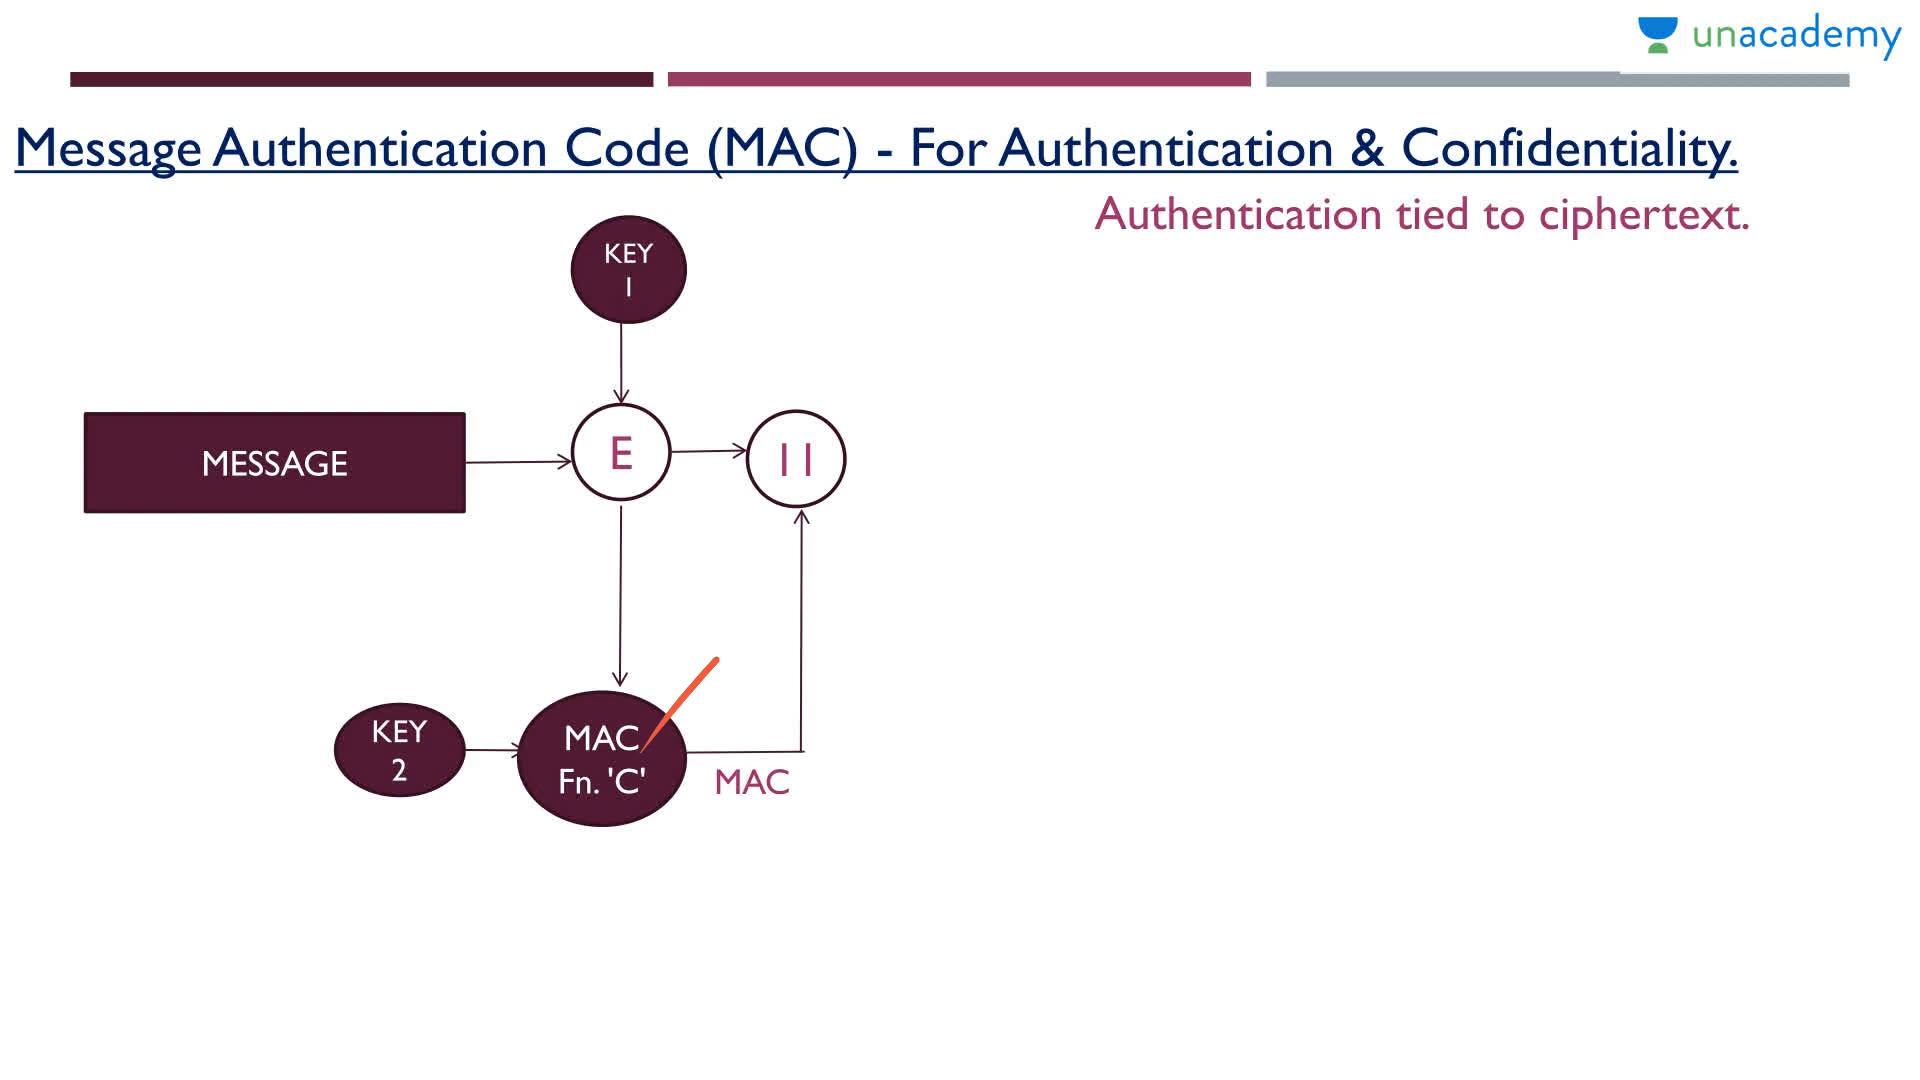 unacademy
Message Authentication Code (MAC) - For Authentication & Confidentiality.
Authentication tied to ciphertext.
KEY
1
MESSAGE
E
||
KEY
2
MAC
Fn. 'C'
MAC